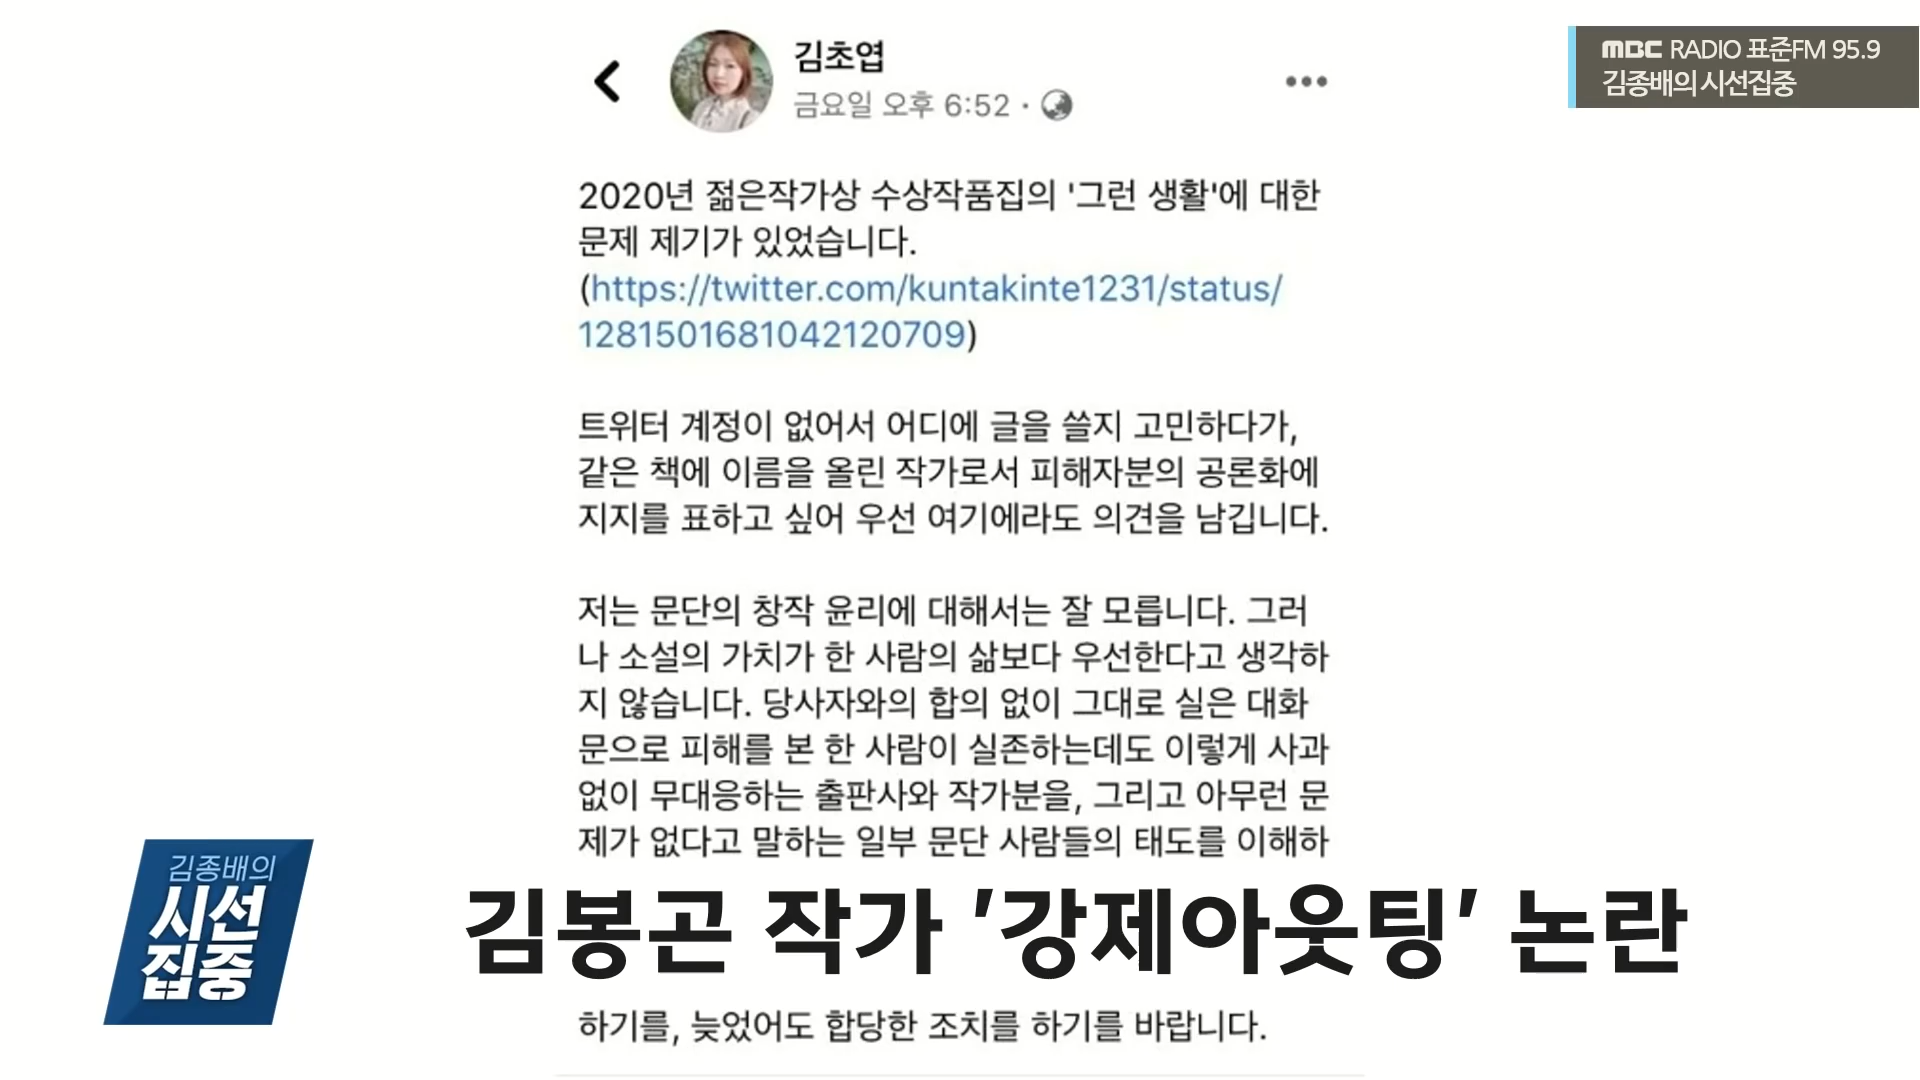 김초엽
금요일 오후 6:52 ·
MBC RADIO 표준FM 95.9
김종배의 시선집중
2020년 젊은작가상 수상작품집의 '그런 생활'에 대한
문제 제기가 있었습니다.
(https://twitter.com/kuntakinte1231/status/
1281501681042120709)
트위터 계정이 없어서 어디에 글을 쓸지 고민하다가,
같은 책에 이름을 올린 작가로서 피해자분의 공론화에
지지를 표하고 싶어 우선 여기에라도 의견을 남깁니다.
저는 문단의 창작 윤리에 대해서는 잘 모릅니다. 그러
나 소설의 가치가 한 사람의 삶보다 우선한다고 생각하
지 않습니다. 당사자와의 합의 없이 그대로 실은 대화
문으로 피해를 본 한 사람이 실존하는데도 이렇게 사과
없이 무대응하는 출판사와 작가분을, 그리고 아무런 문
제가 없다고 말하는 일부 문단 사람들의 태도를 이해하
김종배의
시선
집중
김봉곤 작가 '강제아웃팅' 논란
하기를, 늦었어도 합당한 조치를 하기를 바랍니다.